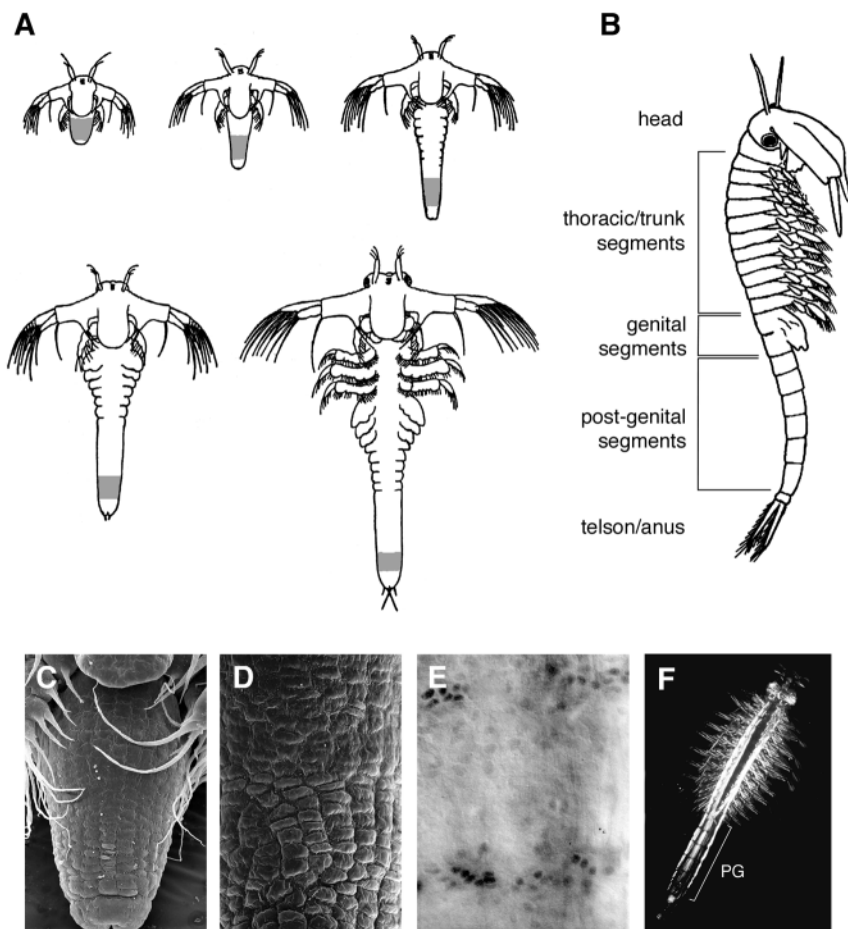 A
B
head
thoracic/trunk
segments
genital
segments
post-genital
segments
telson/anus
C
D
E
F
PG